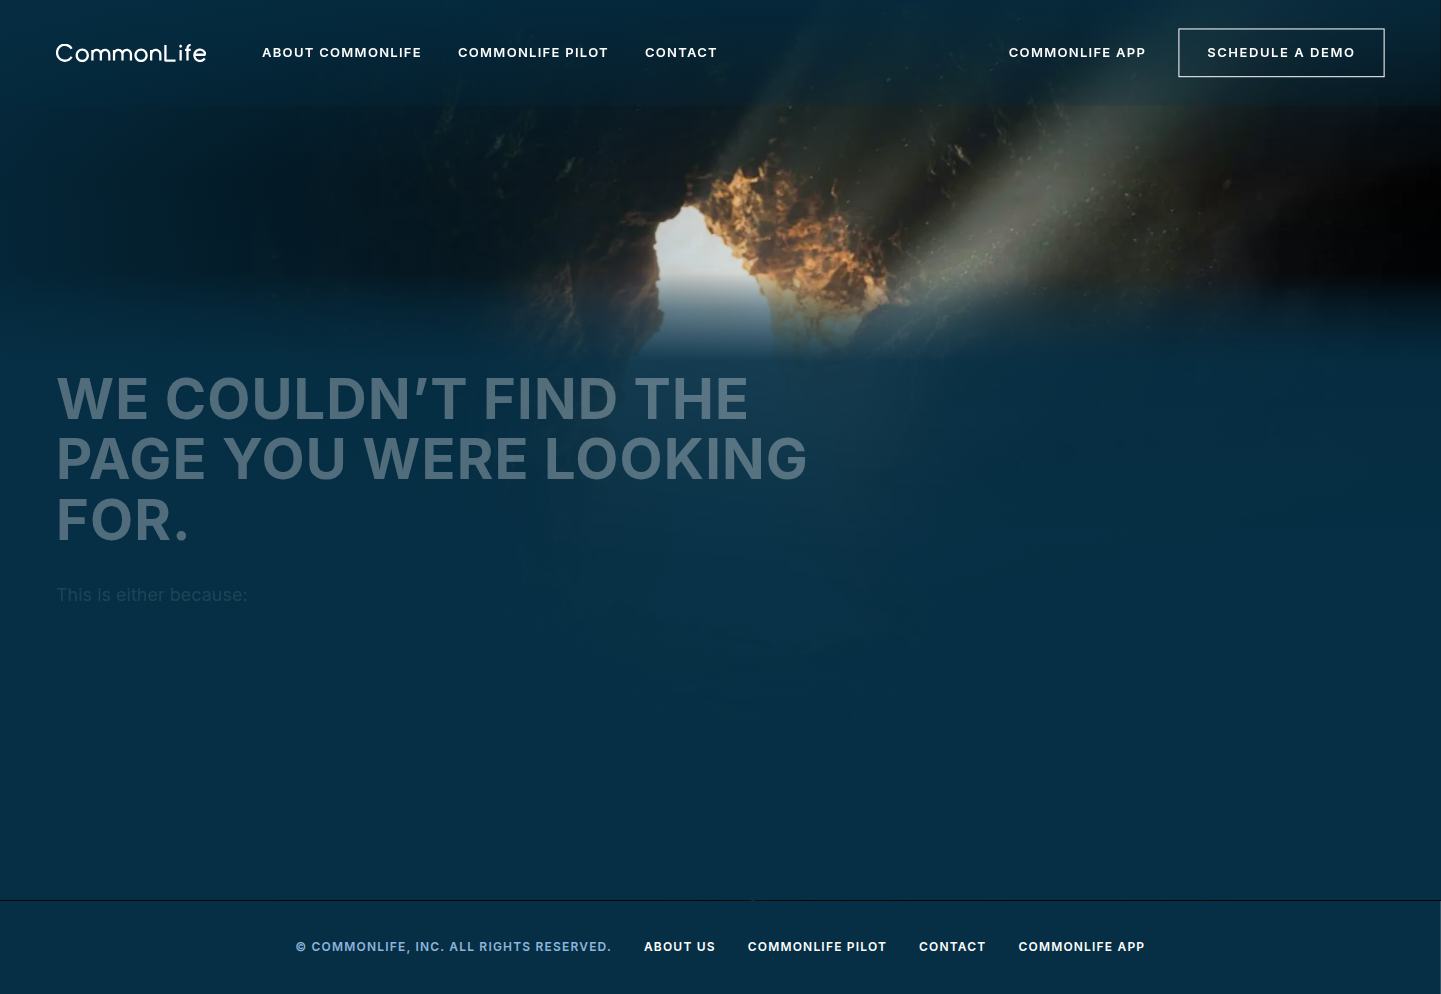 CommonLife
ABOUT COMMONLIFE
COMMONLIFE PILOT
CONTACT
COMMONLIFE APP
SCHEDULE A DEMO
WE COULDN’T FIND THE
PAGE YOU WERE LOOKING
FOR.
This is either because:
© COMMONLIFE, INC. ALL RIGHTS RESERVED.
ABOUT US
COMMONLIFE PILOT
CONTACT
COMMONLIFE APP